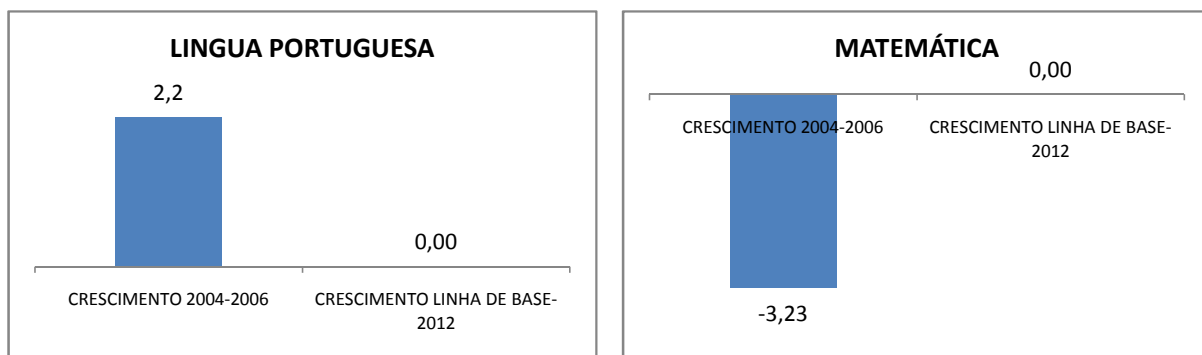 LINGUA PORTUGUESA
2,2
0,00
CRESCIMENTO 2004-2006
CRESCIMENTO LINHA DE BASE-
2012
MATEMÁTICA
0,00
CRESCIMENTO 2004-2006
CRESCIMENTO LINHA DE BASE-
2012
-3,23